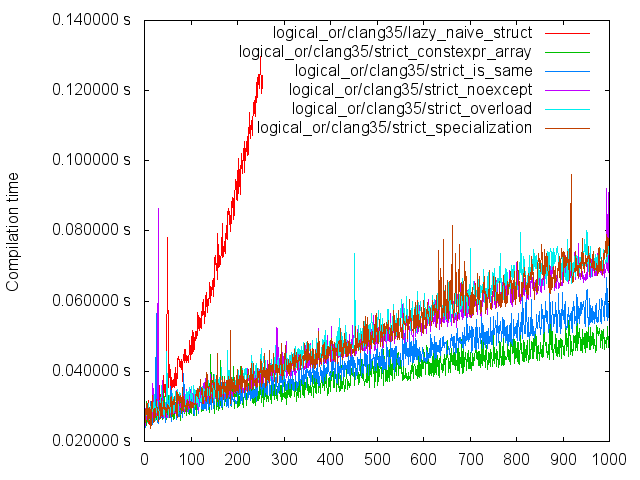 0.140000 s
0.120000 s
0.100000 s
0.080000 s
0.060000 s
0.040000 s
0.020000 s
Compilation time
logical_or/clang35/lazy_naive_struct
logical_or/clang35/strict_constexpr_array
logical_or/clang35/strict_is_same
logical_or/clang35/strict_noexcept
logical_or/clang35/strict_overload
logical_or/clang35/strict_specialization
0 100 200 300 400 500 600 700 800 900 1000